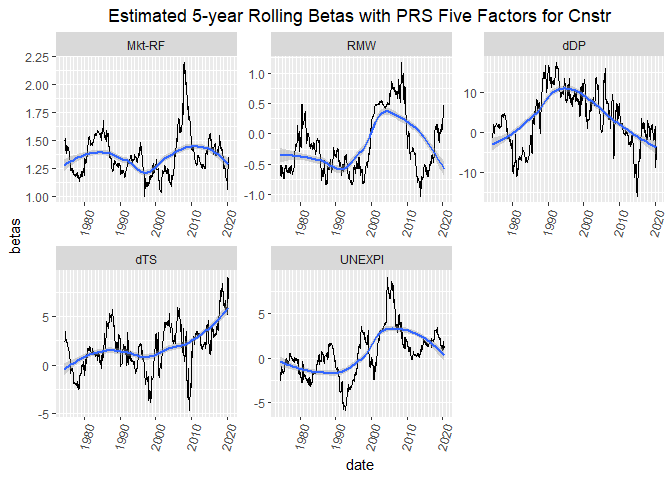 Estimated 5-year Rolling Betas with PRS Five Factors for Cnstr
Mkt-RF
RMW
dDP
2.25
2.00
1.75
1.50
1.25
1.00
1.0
0.5
0.0
-0.5
-1.0
10
0
-10
1980 1990 2000 2010 2020
1980 1990 2000 2010 2020
1980 1990 2000 2010 2020
betas
dTS
UNEXPI
5
0
-5
5
0
-5
1980 1990 2000 2010 2020
1980 1990 2000 2010 2020
date